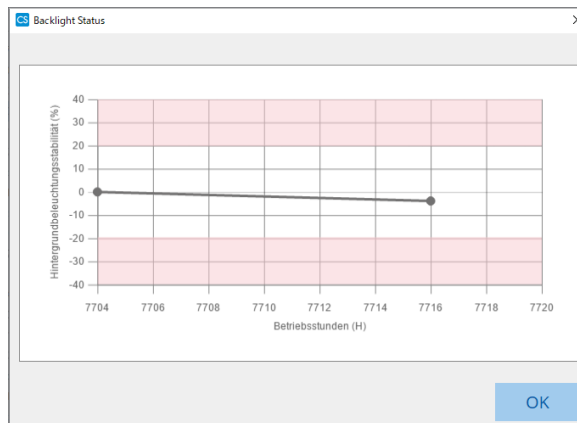 CS Backlight Status
Hintergrundbeleuchtungsstabilität (%)
40
30
20
10
0
-10
-20
-30
-40
7704 7706 7708 7710 7712 7714 7716 7718 7720
Betriebsstunden (H)
OK